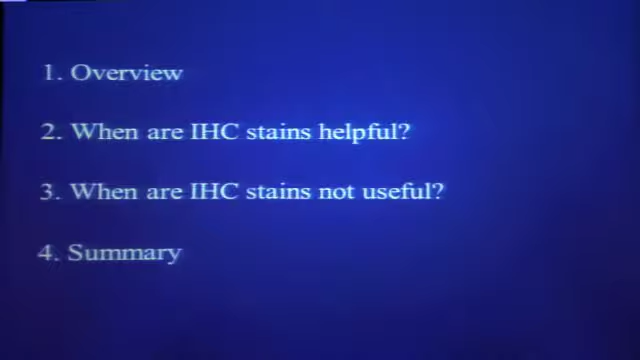 1. Overview
2. When are IHC stains helpful?
3. When are IHC stains not useful?
4. Summary